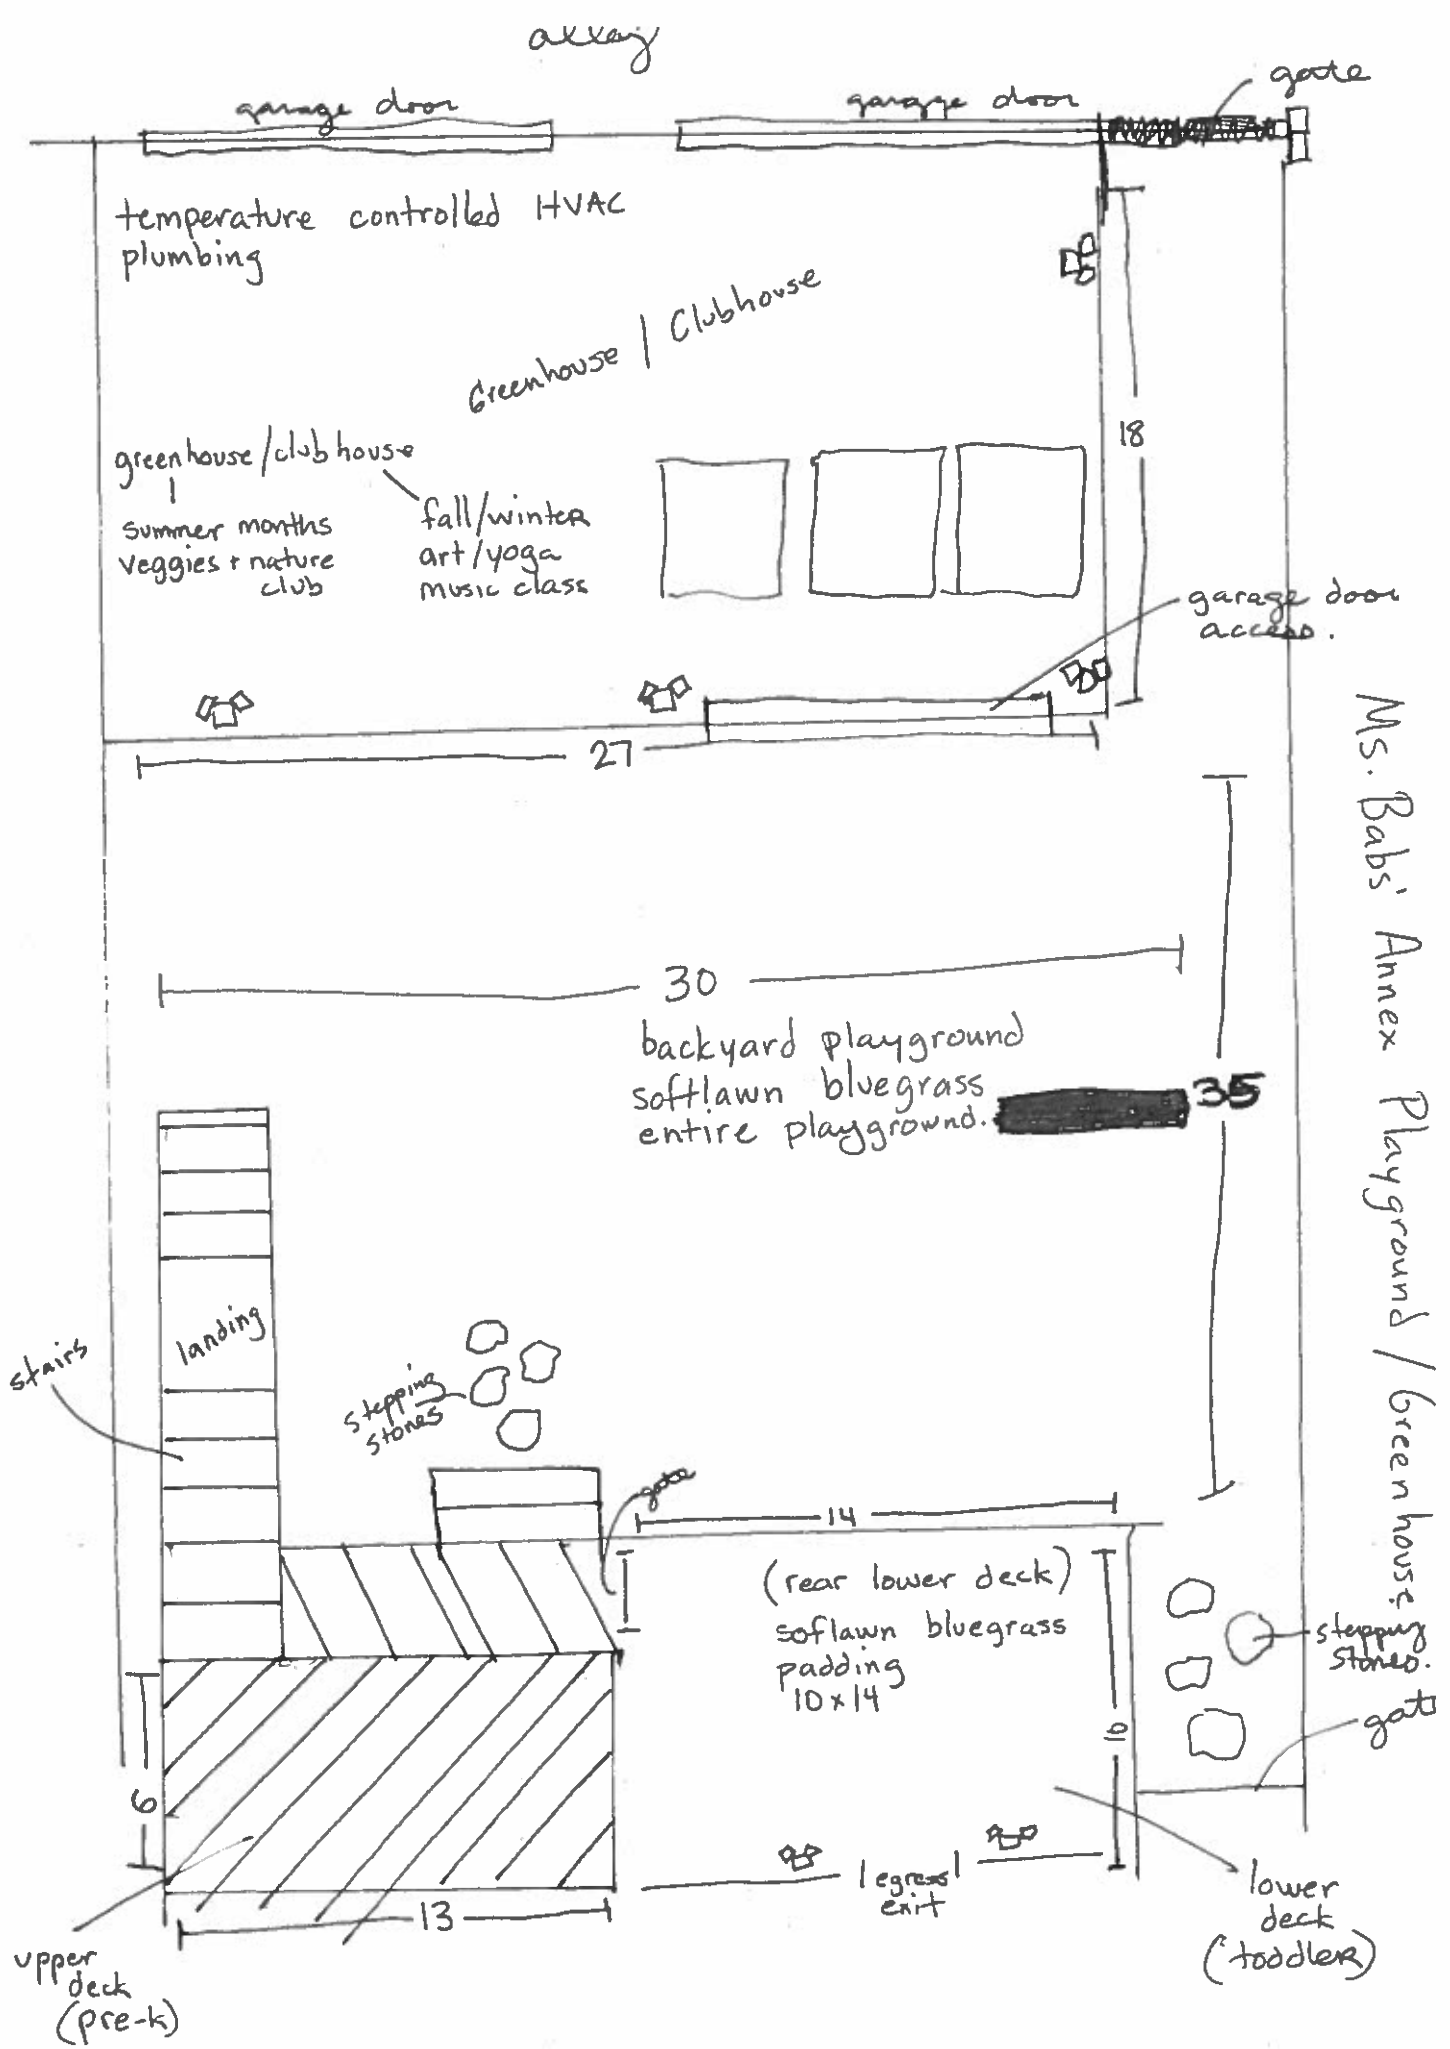 alley
garage door
garagge door
gate
temperature controlled HVAC
plumbing
Greenhouse / Clubhouse
18
greenhouse/club house
summer months
veggies + nature
club
fall/winter
art/yoga
music class
garage door
access.
27
Ms. Babs' Annex Playground / Greenhouse
30
backyard playground
softlawn bluegrass
entire playground.
35
landing
stairs
stepping
stones
gate
14
(rear lower deck)
soflawn bluegrass
padding
10 x 14
10
stepping
stones.
gate
6
egress
exit
13
lower
deck
(toddler)
upper
deck
(pre-k)